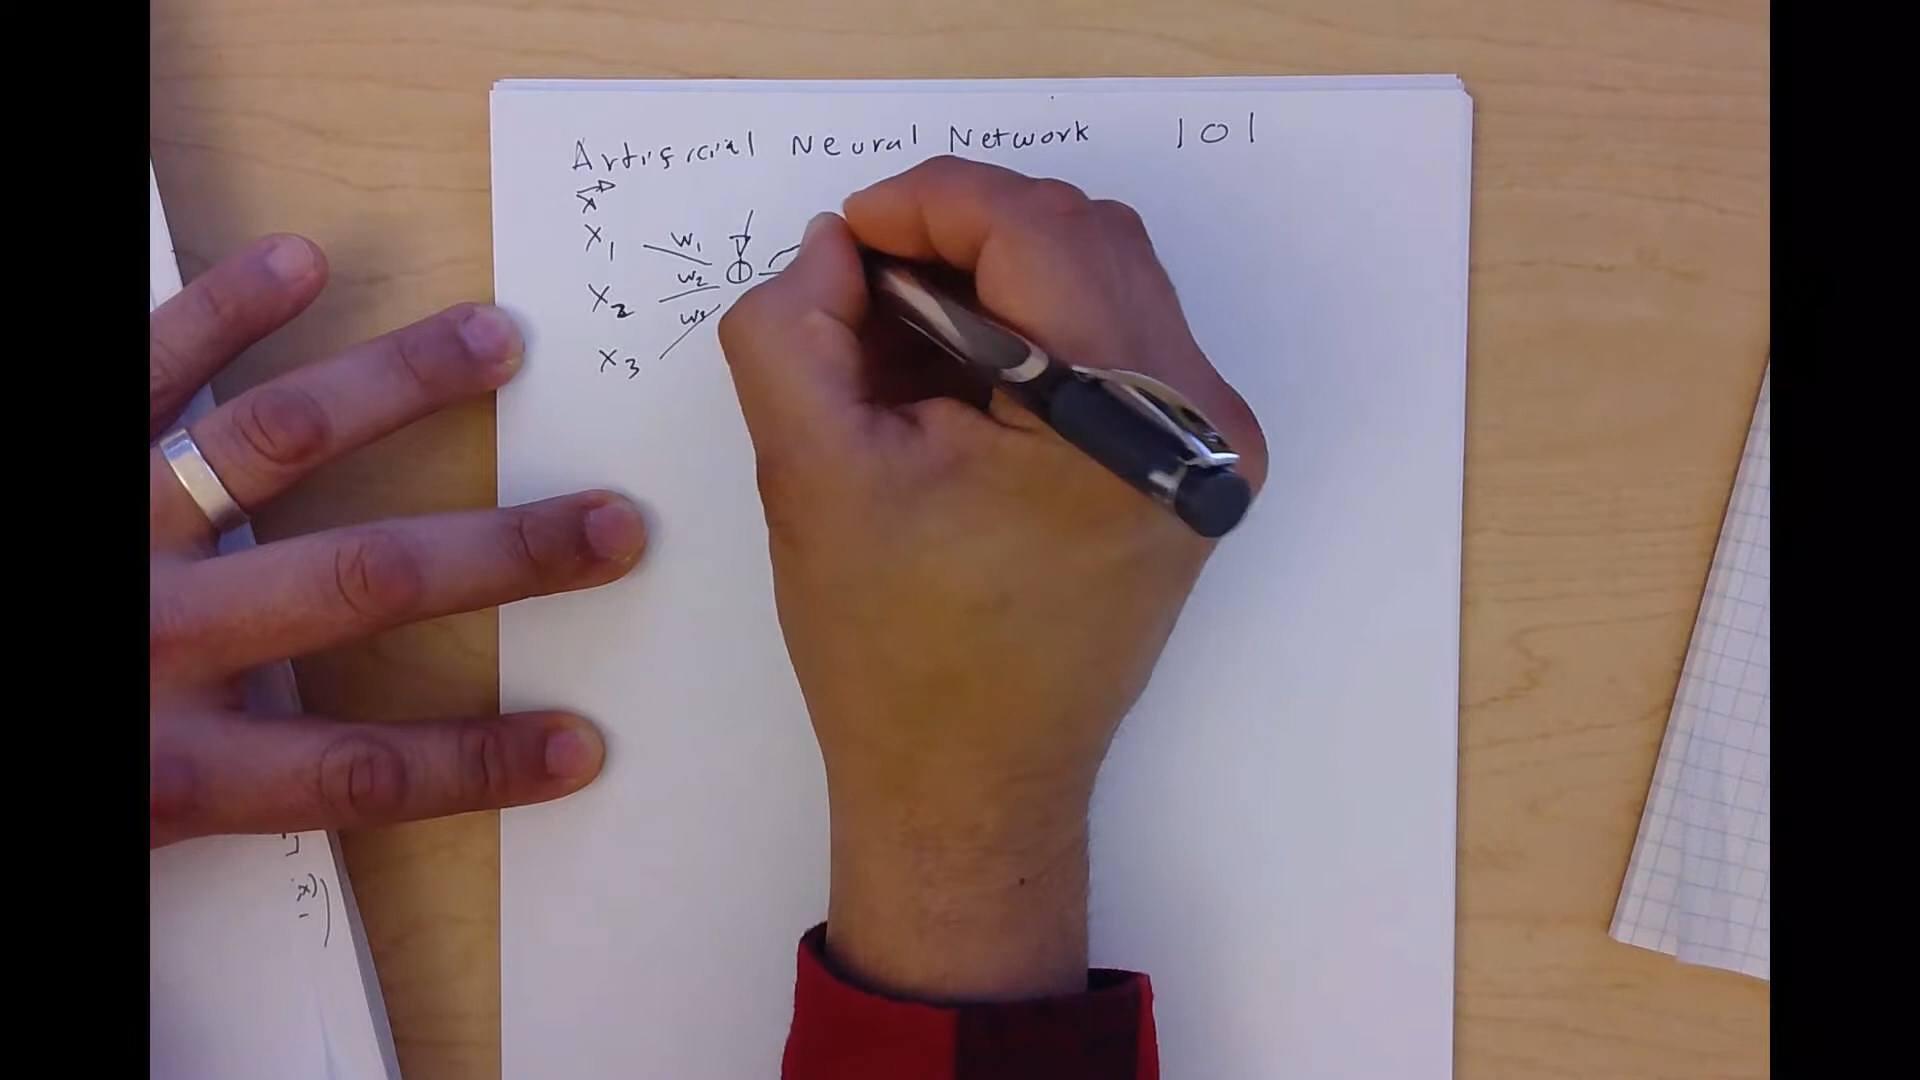 Artificial Neural Network 101
x
x1 w1
x2 w2
x3 w3